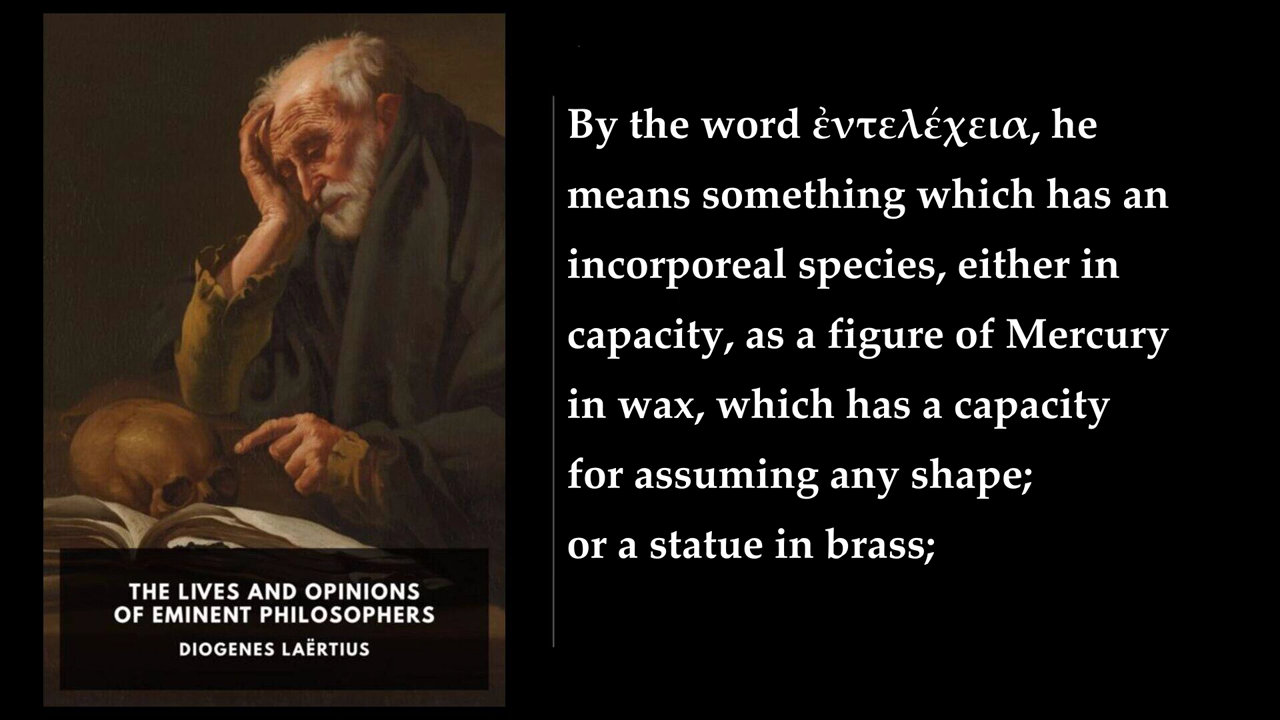 By the word ἐντελέχεια, he
means something which has an
incorporeal species, either in
capacity, as a figure of Mercury
in wax, which has a capacity
for assuming any shape;
or a statue in brass;
THE LIVES AND OPINIONS
OF EMINENT PHILOSOPHERS
DIOGENES LAËRTIUS